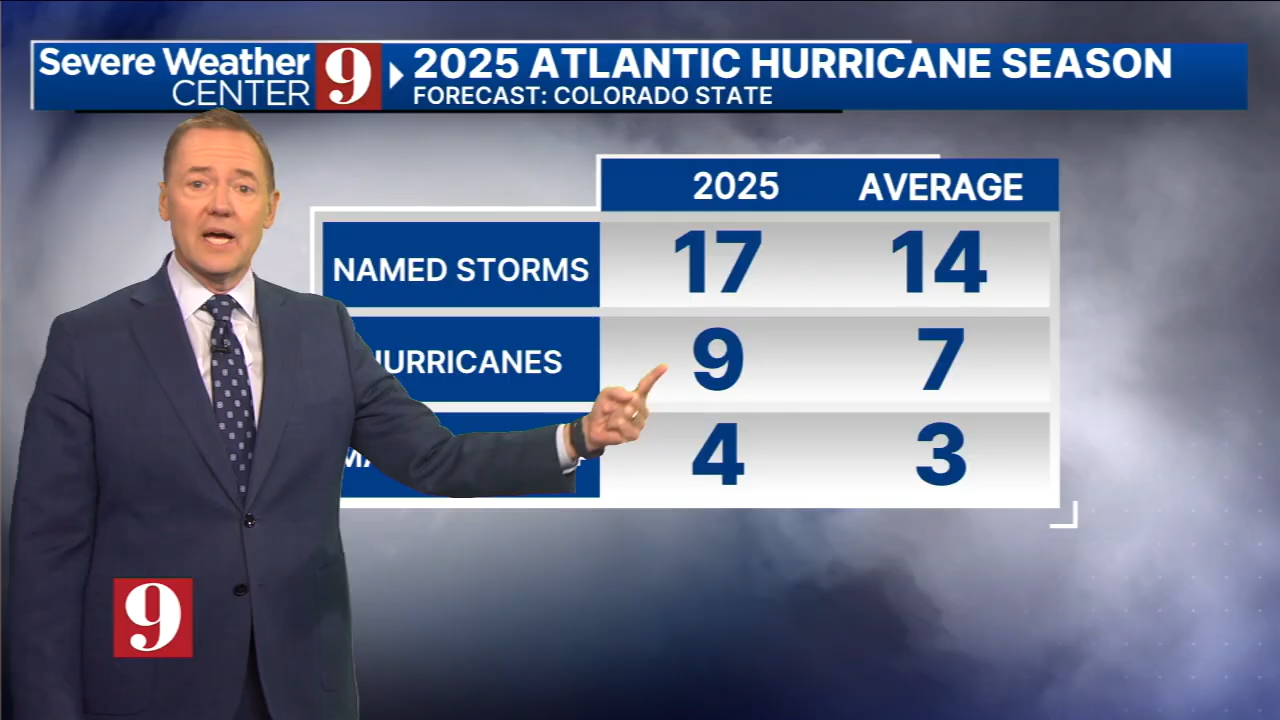 Severe Weather
CENTER 9
2025 ATLANTIC HURRICANE SEASON
FORECAST: COLORADO STATE
2025 AVERAGE
NAMED STORMS 17 14
HURRICANES 9 7
4 3
9